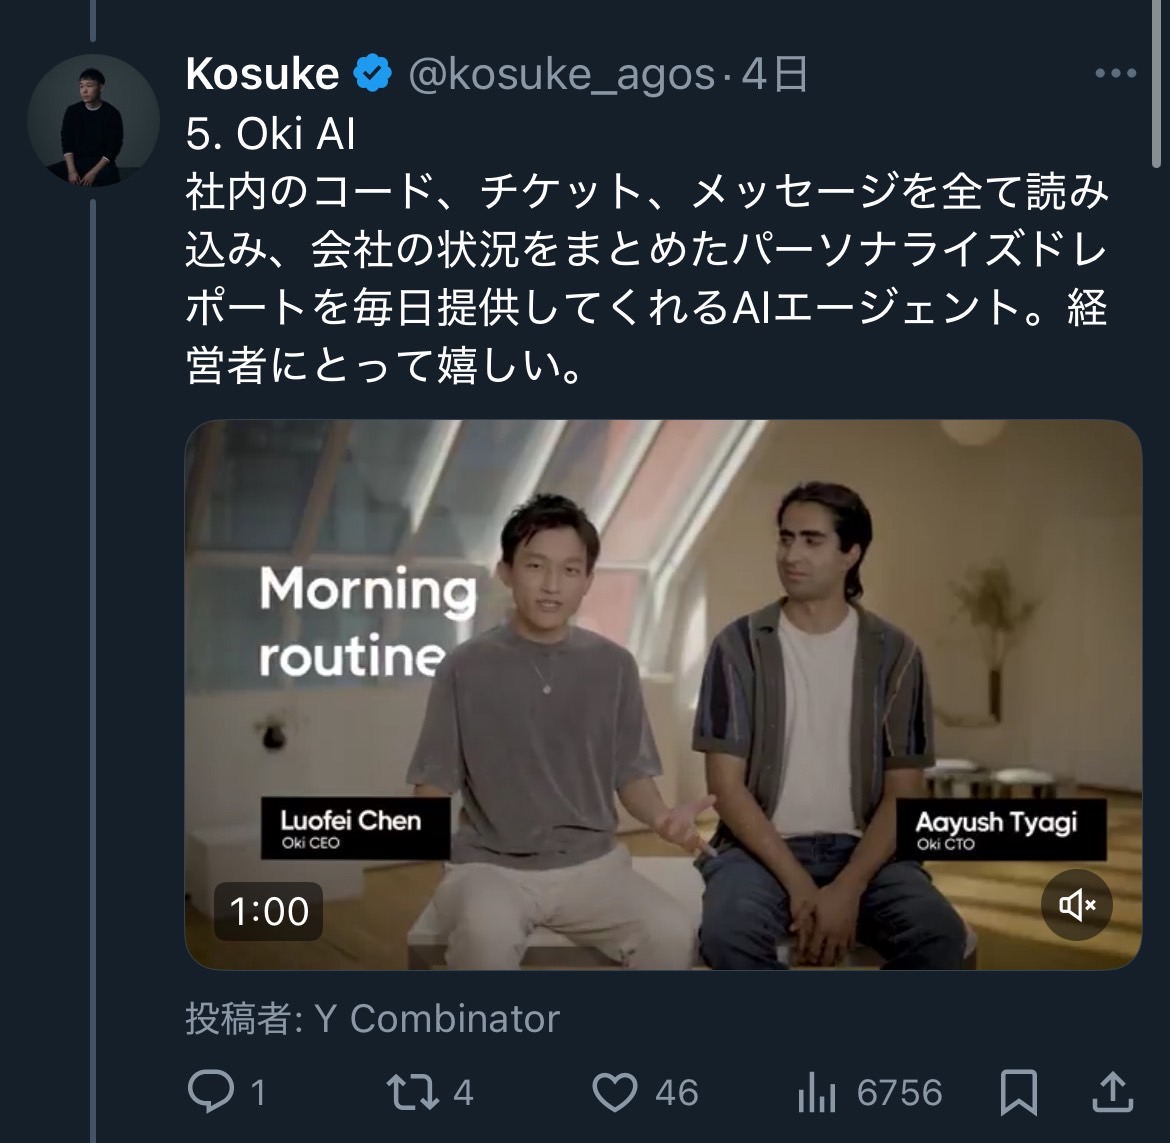 Kosuke @kosuke_agos · 4日
5. Oki AI
社内のコード、チケット、メッセージを全て読み
込み、会社の状況をまとめたパーソナライズドレ
ポートを毎日提供してくれるAIエージェント。経
営者にとって嬉しい。
Morning
routine
Luofei Chen
Oki CEO
Aayush Tyagi
Oki CTO
1:00
投稿者: Y Combinator
1 4 46 6756